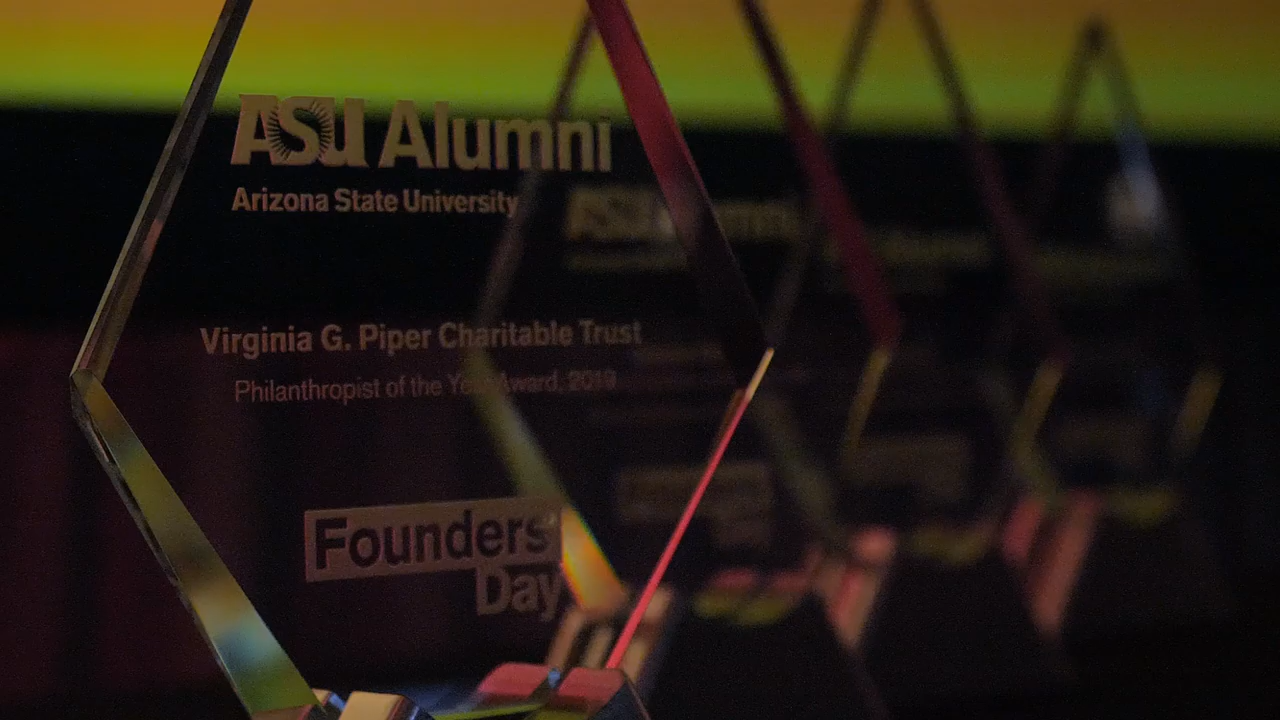 ASU Alumni
Arizona State University
Virginia G. Piper Charitable Trust
Philanthropist of the Year Award, 2019
Founders'
Day